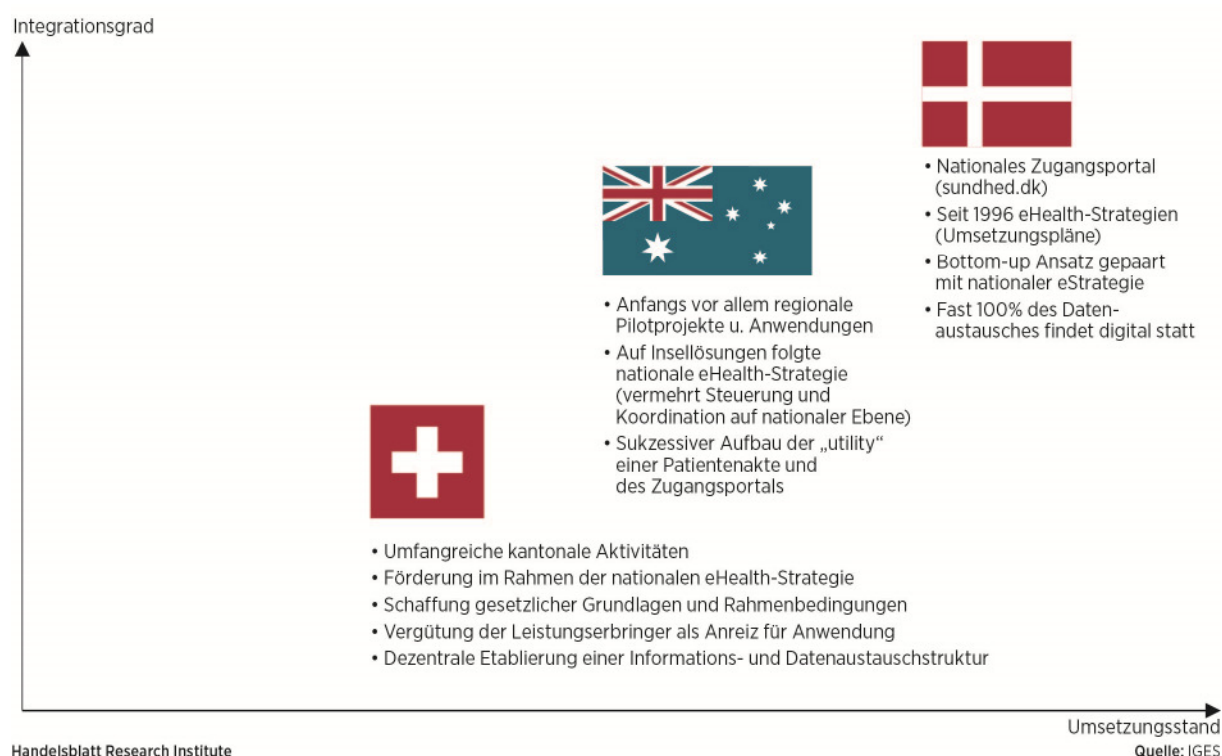 Integrationsgrad
• Nationales Zugangsportal
(sundhed.dk)
• Seit 1996 eHealth-Strategien
(Umsetzungspläne)
• Bottom-up Ansatz gepaart
mit nationaler eStrategie
• Fast 100% des Daten-
austausches findet digital statt
• Anfangs vor allem regionale
Pilotprojekte u. Anwendungen
• Auf Insellösungen folgte
nationale eHealth-Strategie
(vermehrt Steuerung und
Koordination auf nationaler Ebene)
• Sukzessiver Aufbau der „utility“
einer Patientenakte und
des Zugangsportals
• Umfangreiche kantonale Aktivitäten
• Förderung im Rahmen der nationalen eHealth-Strategie
• Schaffung gesetzlicher Grundlagen und Rahmenbedingungen
• Vergütung der Leistungserbringer als Anreiz für Anwendung
• Dezentrale Etablierung einer Informations- und Datenaustauschstruktur
Umsetzungsstand
Handelsblatt Research Institute
Quelle: IGES